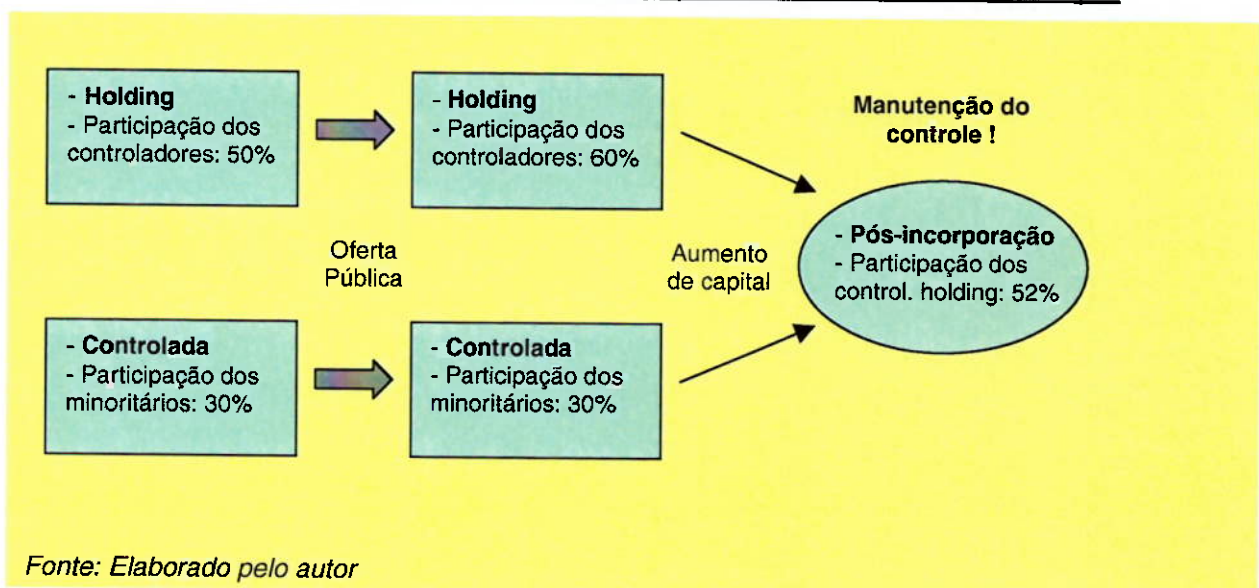 - Holding
- Participação dos
controladores: 50%
- Holding
- Participação dos
controladores: 60%
Manutenção do
controle !
Oferta
Pública
Aumento
de capital
- Pós-incorporação
- Participação dos
control. holding: 52%
- Controlada
- Participação dos
minoritários: 30%
- Controlada
- Participação dos
minoritários: 30%
Fonte: Elaborado pelo autor